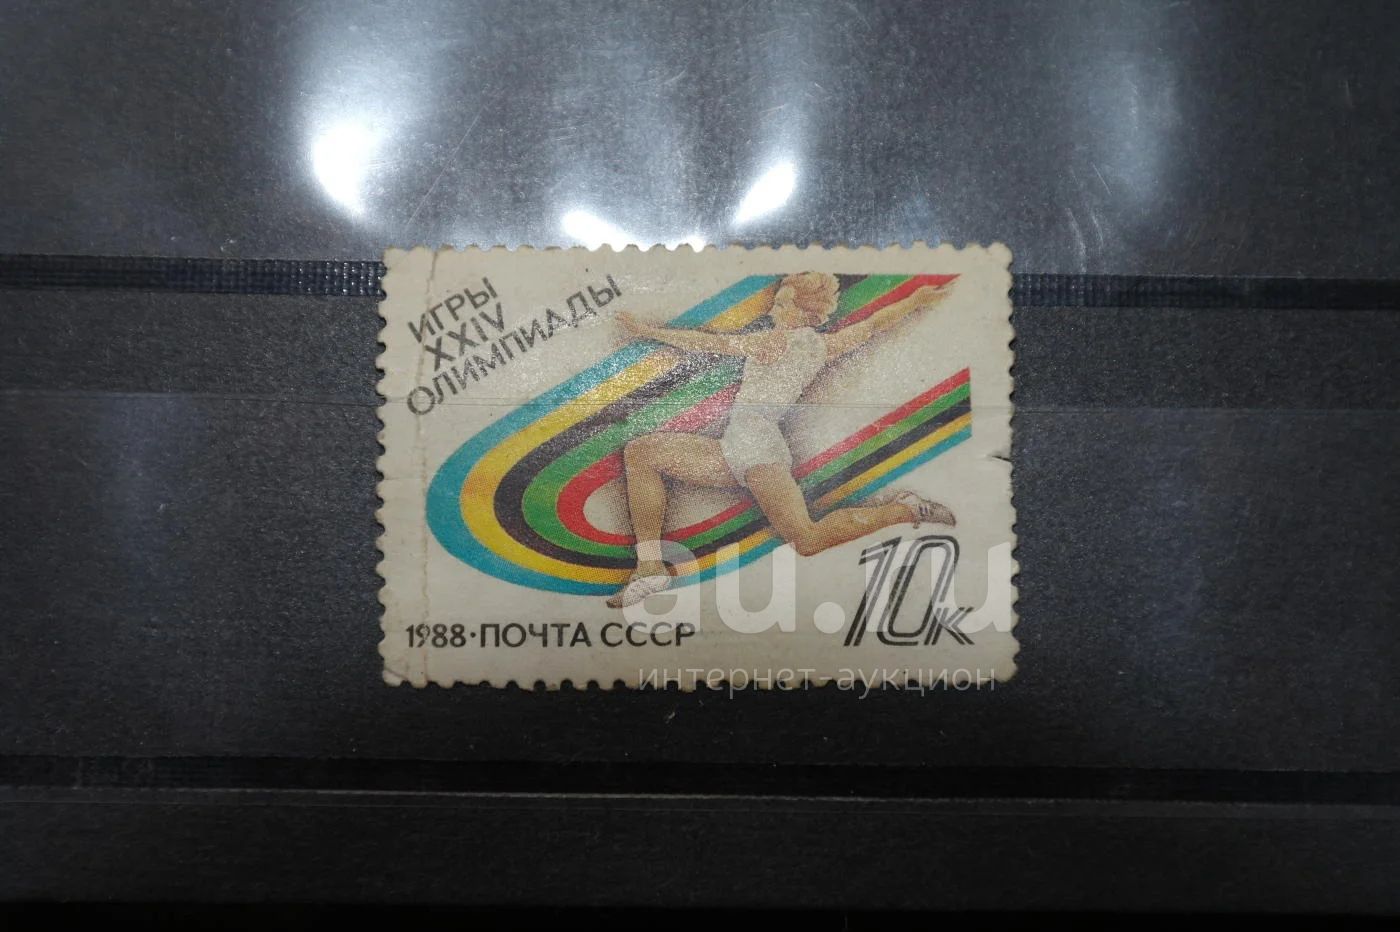 ИГРЫ
XXIV
ОЛИМПИАДЫ
1988·ПОЧТА СССР
10к
au.ru
интернет-аукцион